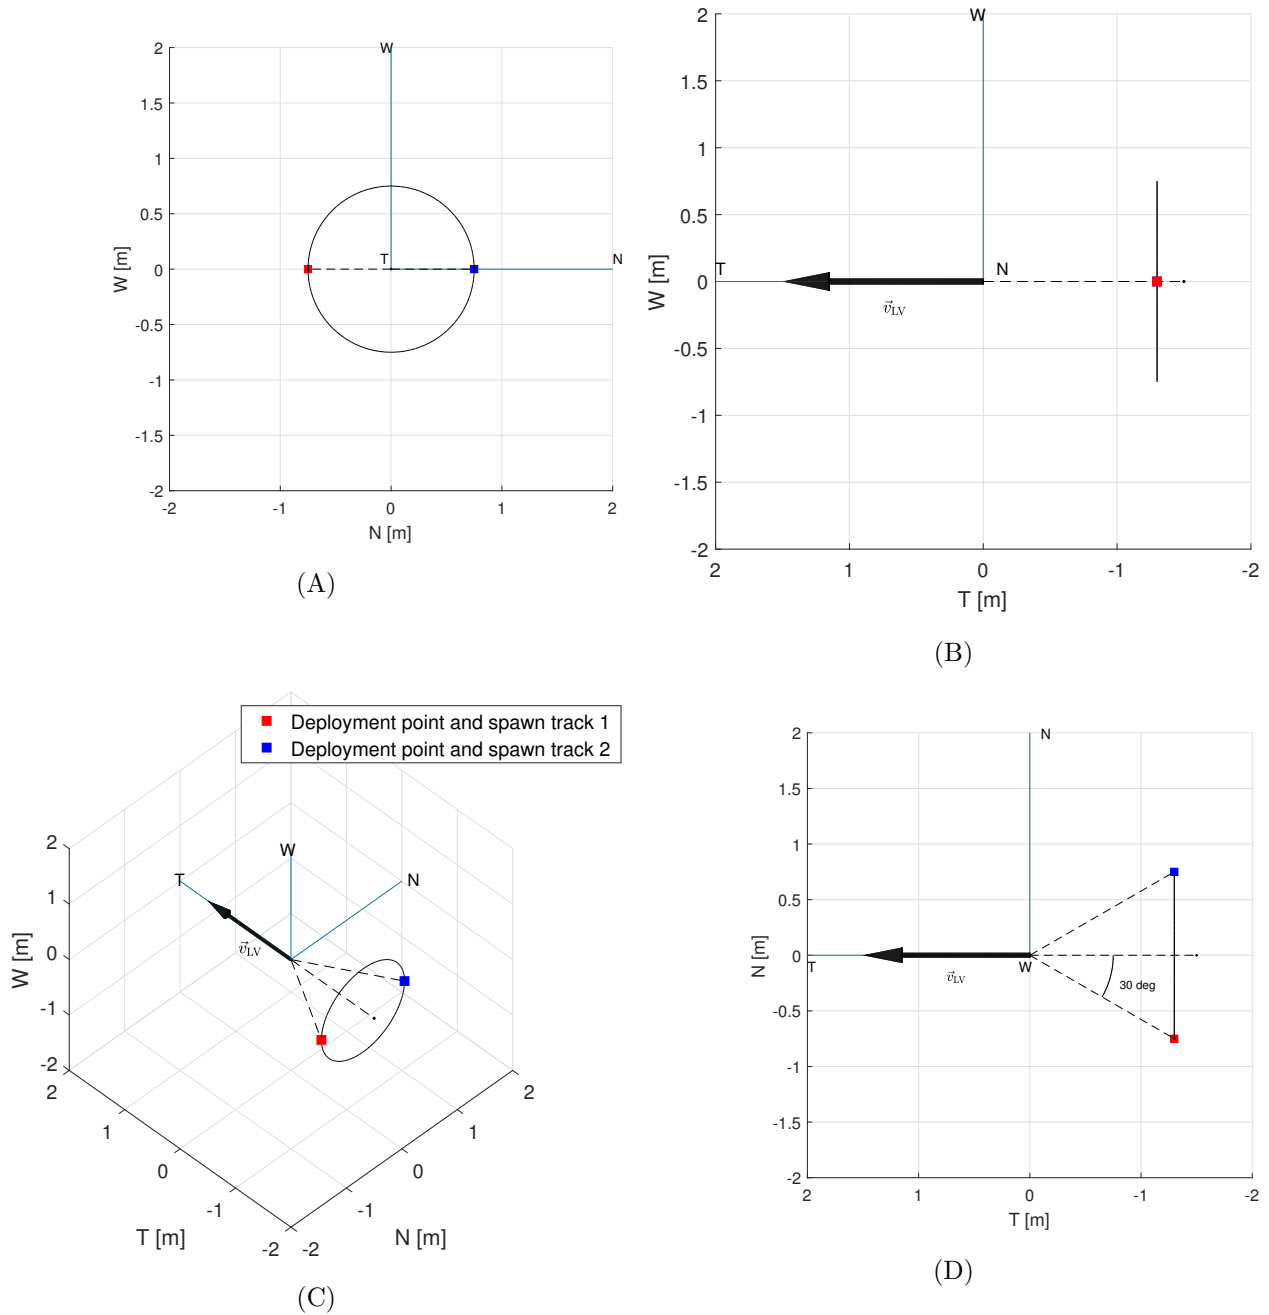 W
2
1.5
1
0.5
0
-0.5
-1
-1.5
-2
W [m]
T
N
-2
-1
0
1
2
N [m]
(A)
W
2
1.5
1
0.5
0
-0.5
-1
-1.5
-2
W [m]
T
N
v⃗LV
2
1
0
-1
-2
T [m]
(B)
Deployment point and spawn track 1
Deployment point and spawn track 2
2
1
0
-1
-2
W [m]
W
T
N
v⃗LV
2
1
0
-1
-2
T [m]
-2
-1
0
1
2
N [m]
(C)
N
2
1.5
1
0.5
0
-0.5
-1
-1.5
-2
N [m]
T
W
v⃗LV
30 deg
2
1
0
-1
-2
T [m]
(D)